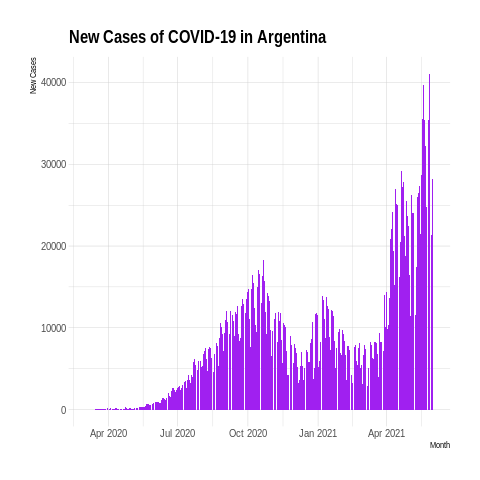 New Cases of COVID-19 in Argentina
New Cases
40000
30000
20000
10000
0
Apr 2020 Jul 2020 Oct 2020 Jan 2021 Apr 2021
Month